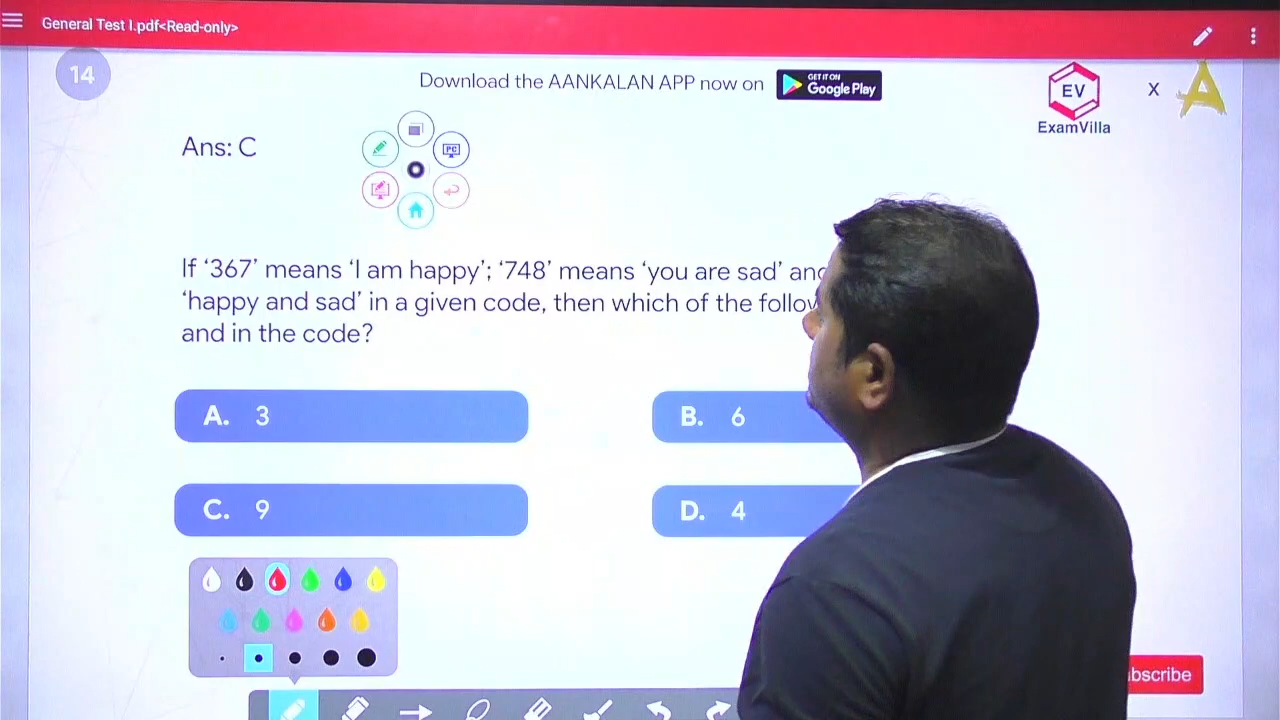 General Test I.pdf<Read-only>
14
Download the AANKALAN APP now on
GET IT ON
Google Play
EV
X
A
ExamVilla
Ans: C
PC
If ‘367’ means ‘I am happy’; ‘748’ means ‘you are sad’ and
‘happy and sad’ in a given code, then which of the
and in the code?
A. 3
B. 6
C. 9
D. 4